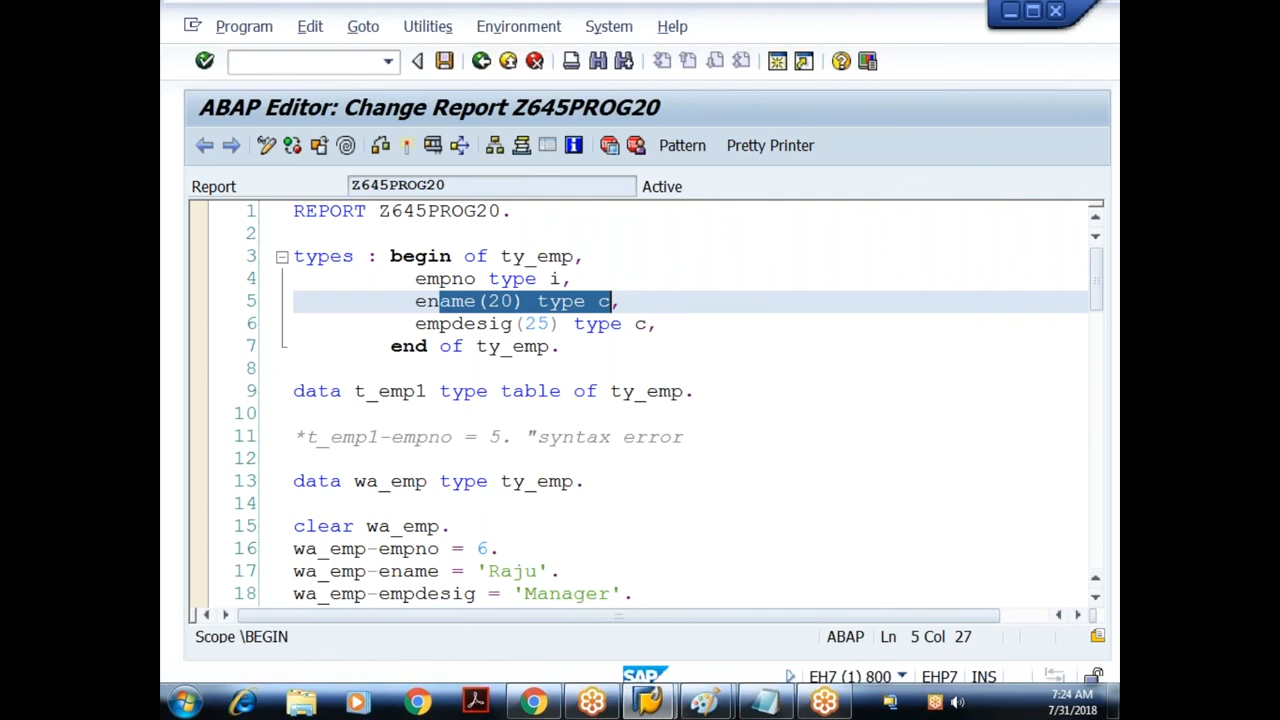 Program Edit Goto Utilities Environment System Help
ABAP Editor: Change Report Z645PROG20
Pattern Pretty Printer
Report Z645PROG20 Active
1 REPORT Z645PROG20.
2
3 types : begin of ty_emp,
4 empno type i,
5 ename(20) type c,
6 empdesig(25) type c,
7 end of ty_emp.
8
9 data t_emp1 type table of ty_emp.
10
11 *t_emp1-empno = 5. "syntax error
12
13 data wa_emp type ty_emp.
14
15 clear wa_emp.
16 wa_emp-empno = 6.
17 wa_emp-ename = 'Raju'.
18 wa_emp-empdesig = 'Manager'.
Scope \BEGIN ABAP Ln 5 Col 27
SAP EH7 (1) 800 EHP7 INS
7:24 AM
7/31/2018